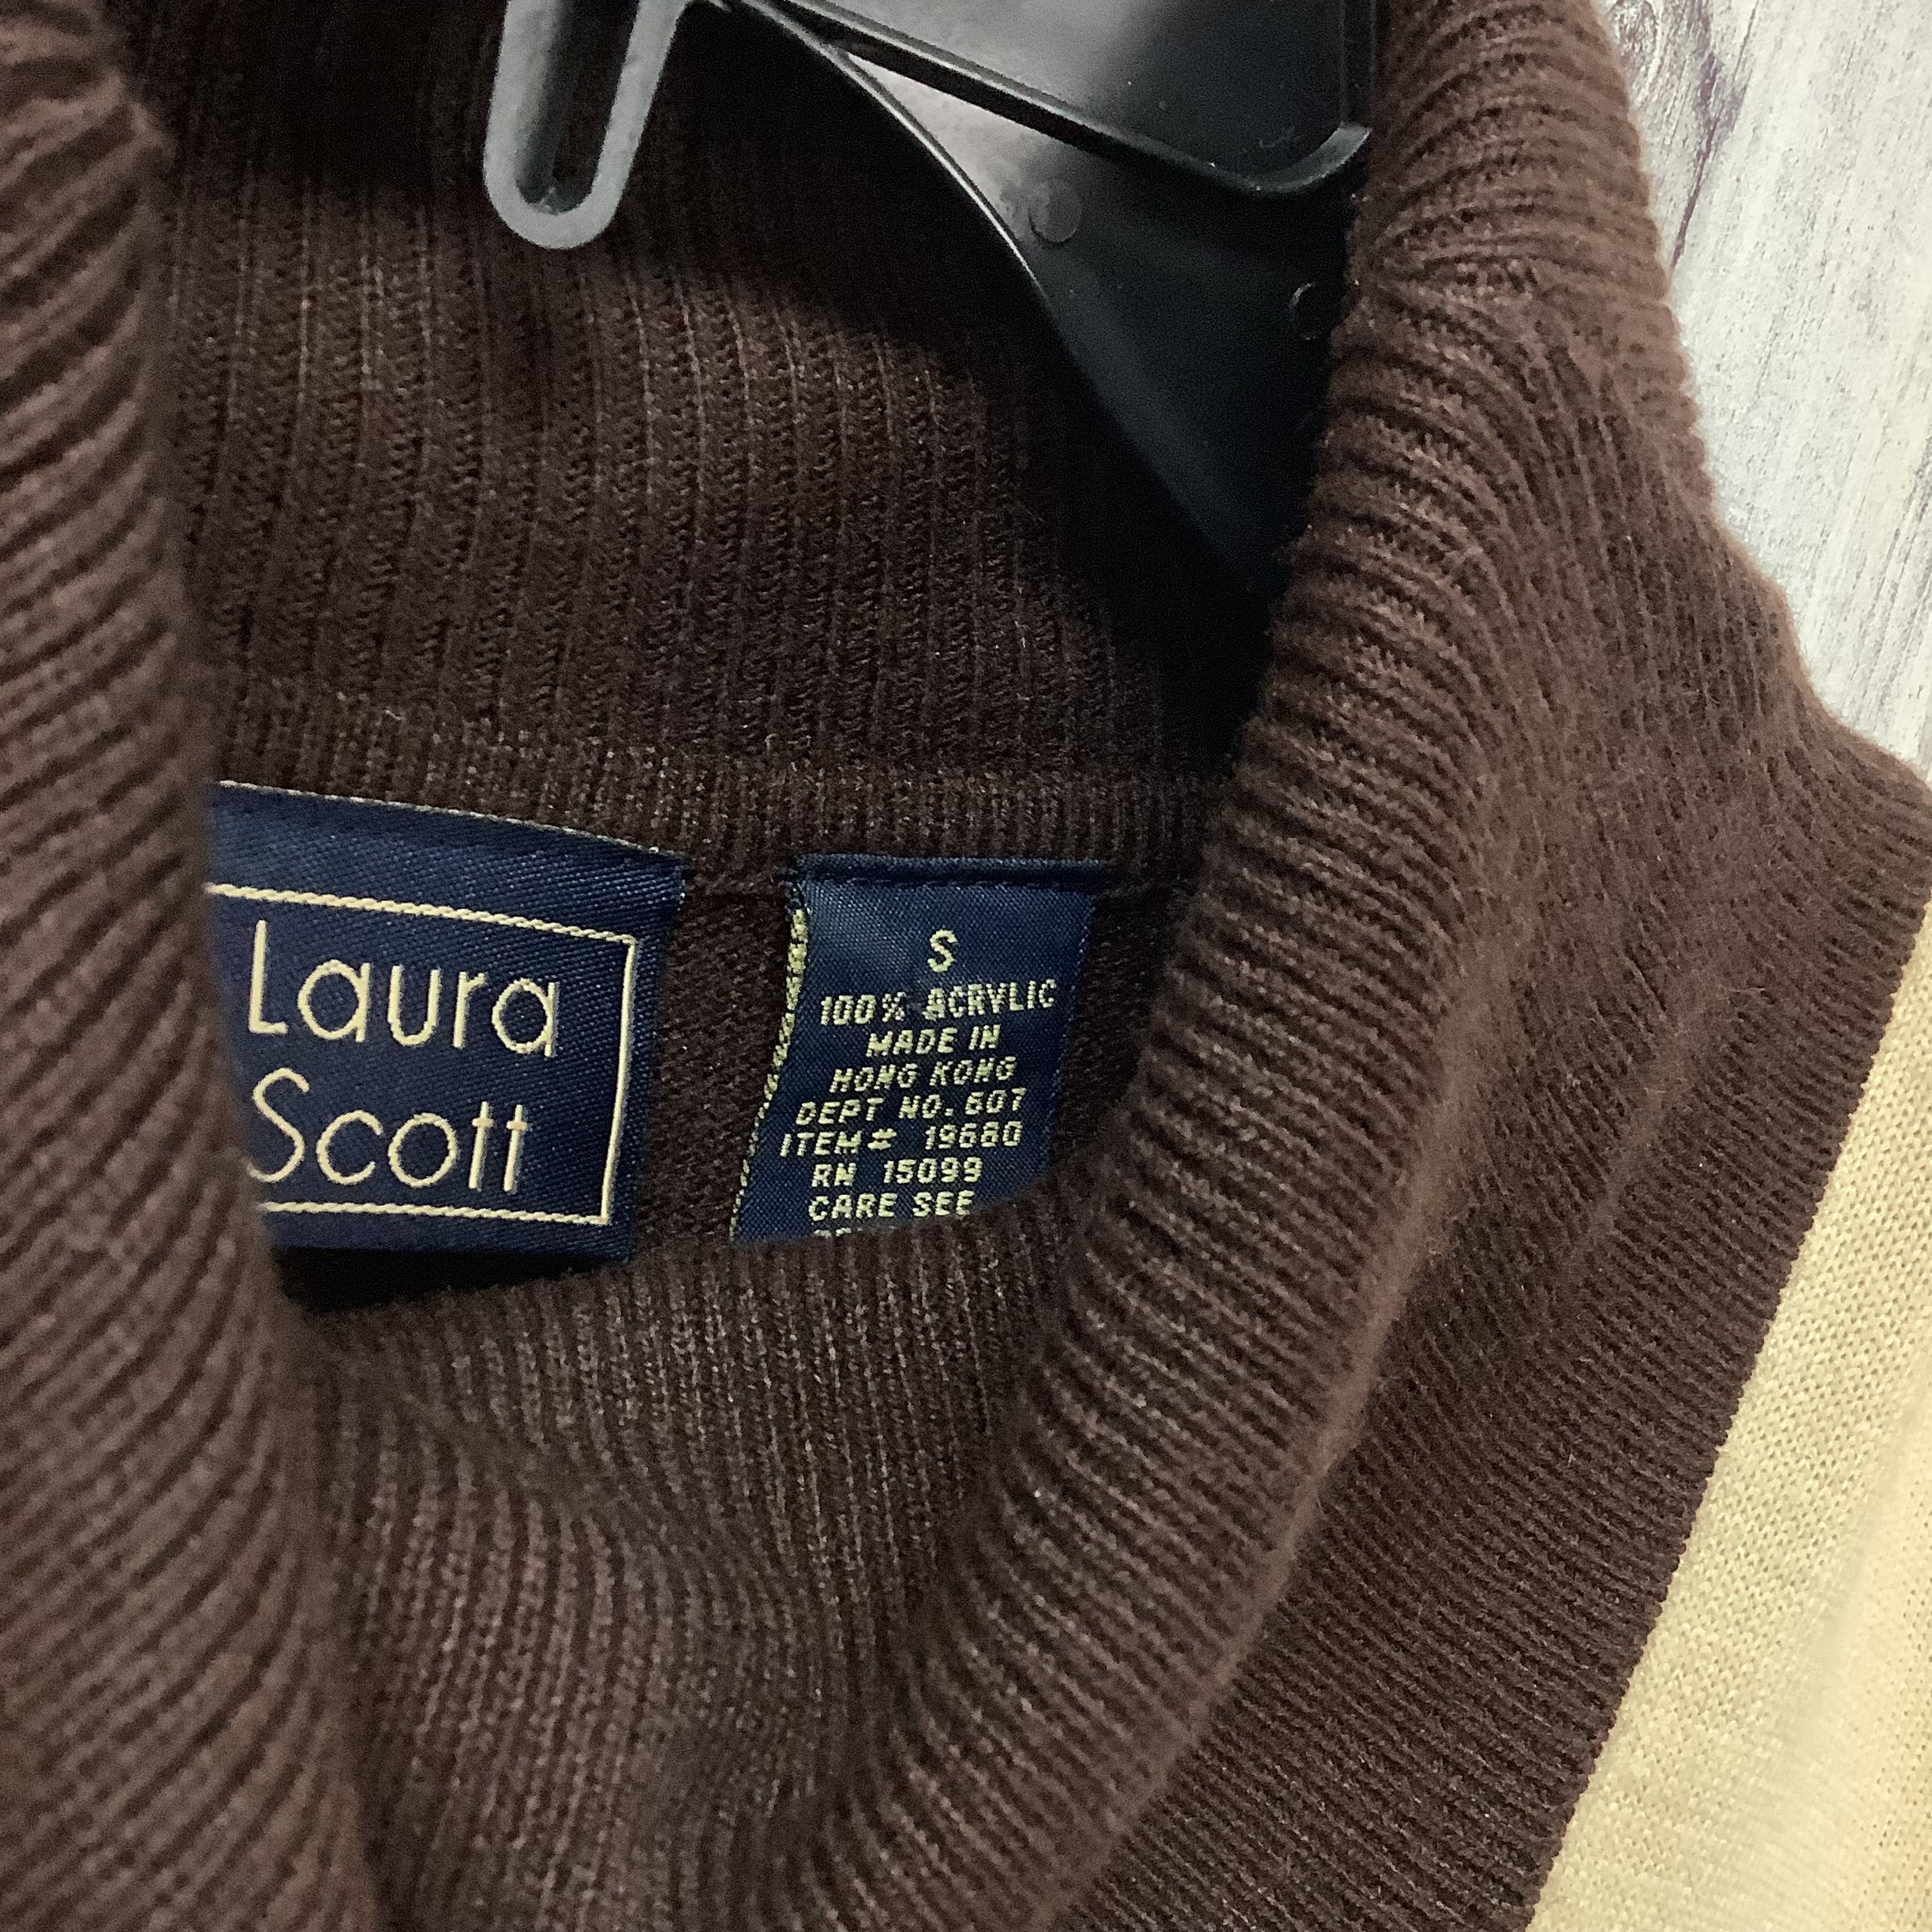 Laura
Scott
S
100% ACRYLIC
MADE IN
HONG KONG
DEPT NO. 607
ITEM# 19680
RN 15099
CARE SEE